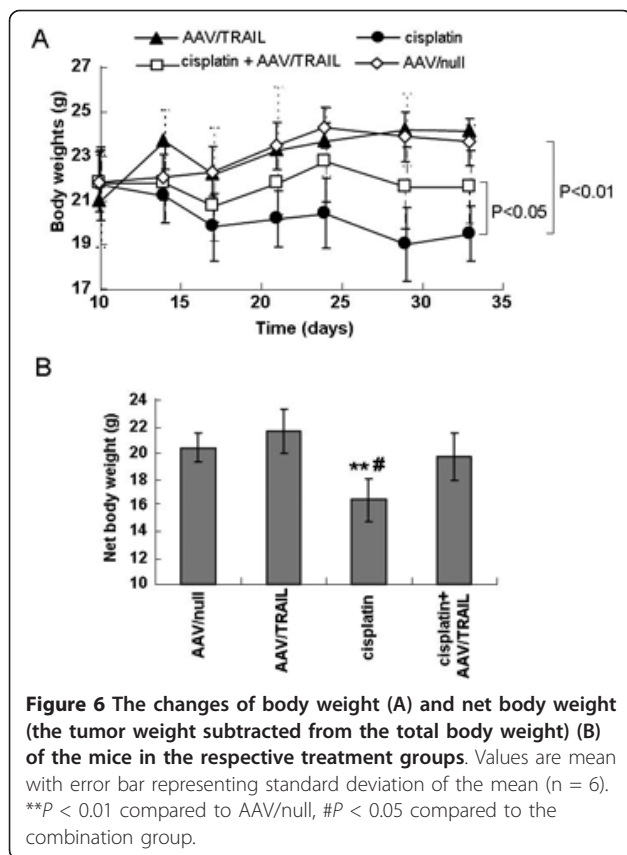 A
AAV/TRAIL cisplatin
cisplatin + AAV/TRAIL AAV/null
27
25
23
21
19
17
Body weights (g)
P<0.05
P<0.01
10 15 20 25 30 35
Time (days)
B
24
22
20
18
16
14
12
10
Net body weight (g)
**#
AAV/null
AAV/TRAIL
cisplatin
cisplatin+
AAV/TRAIL
Figure 6 The changes of body weight (A) and net body weight
(the tumor weight subtracted from the total body weight) (B)
of the mice in the respective treatment groups. Values are mean
with error bar representing standard deviation of the mean (n = 6).
**P < 0.01 compared to AAV/null, #P < 0.05 compared to the
combination group.